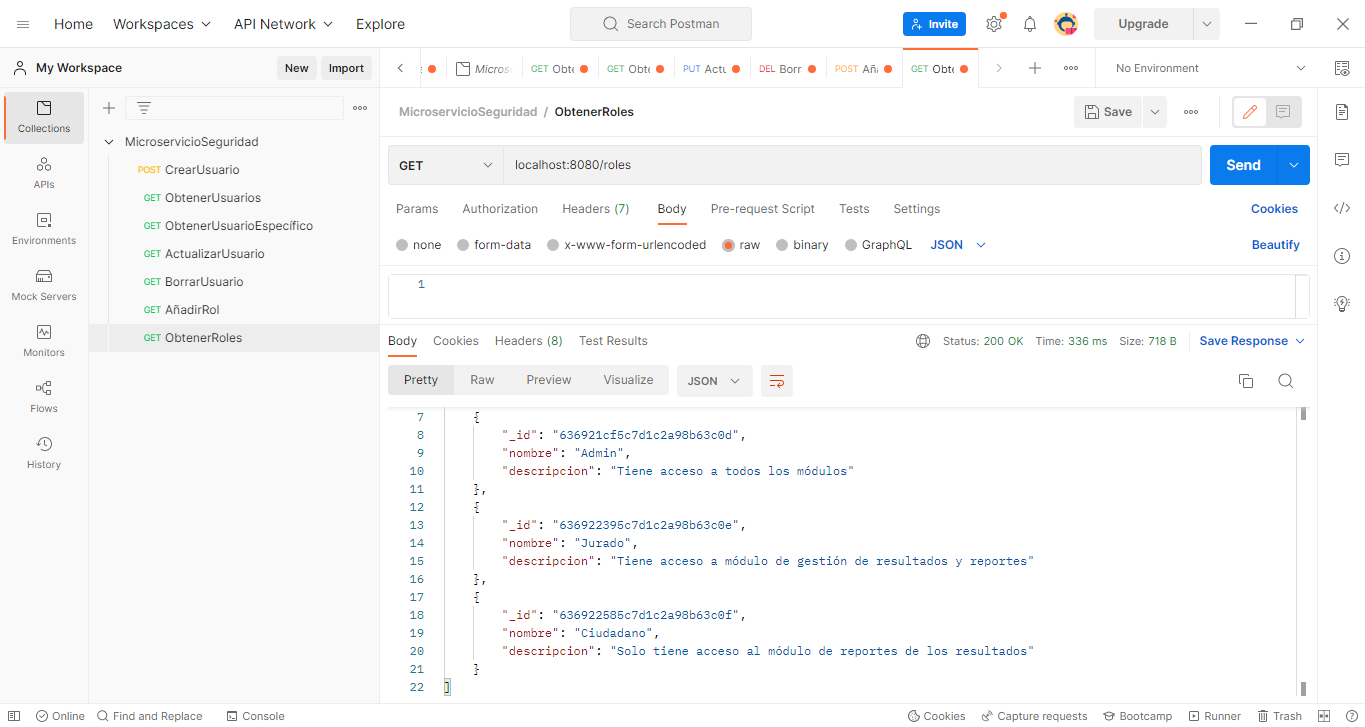 Home Workspaces API Network Explore Search Postman Invite Upgrade
My Workspace New Import Micros GET Obte GET Obte PUT Actu DEL Borr POST Aña GET Obte No Environment
Collections
APIs
Environments
Mock Servers
Monitors
Flows
History
MicroservicioSeguridad
POST CrearUsuario
GET ObtenerUsuarios
GET ObtenerUsuarioEspecífico
GET ActualizarUsuario
GET BorrarUsuario
GET AñadirRol
GET ObtenerRoles
MicroservicioSeguridad / ObtenerRoles Save
GET localhost:8080/roles Send
Params Authorization Headers (7) Body Pre-request Script Tests Settings Cookies
none form-data x-www-form-urlencoded raw binary GraphQL JSON Beautify
1
Body Cookies Headers (8) Test Results Status: 200 OK Time: 336 ms Size: 718 B Save Response
Pretty Raw Preview Visualize JSON
7 {
8 "_id": "636921cf5c7d1c2a98b63c0d",
9 "nombre": "Admin",
10 "descripcion": "Tiene acceso a todos los módulos"
11 },
12 {
13 "_id": "636922395c7d1c2a98b63c0e",
14 "nombre": "Jurado",
15 "descripcion": "Tiene acceso a módulo de gestión de resultados y reportes"
16 },
17 {
18 "_id": "636922585c7d1c2a98b63c0f",
19 "nombre": "Ciudadano",
20 "descripcion": "Solo tiene acceso al módulo de reportes de los resultados"
21 }
22 ]
Online Find and Replace Console Cookies Capture requests Bootcamp Runner Trash